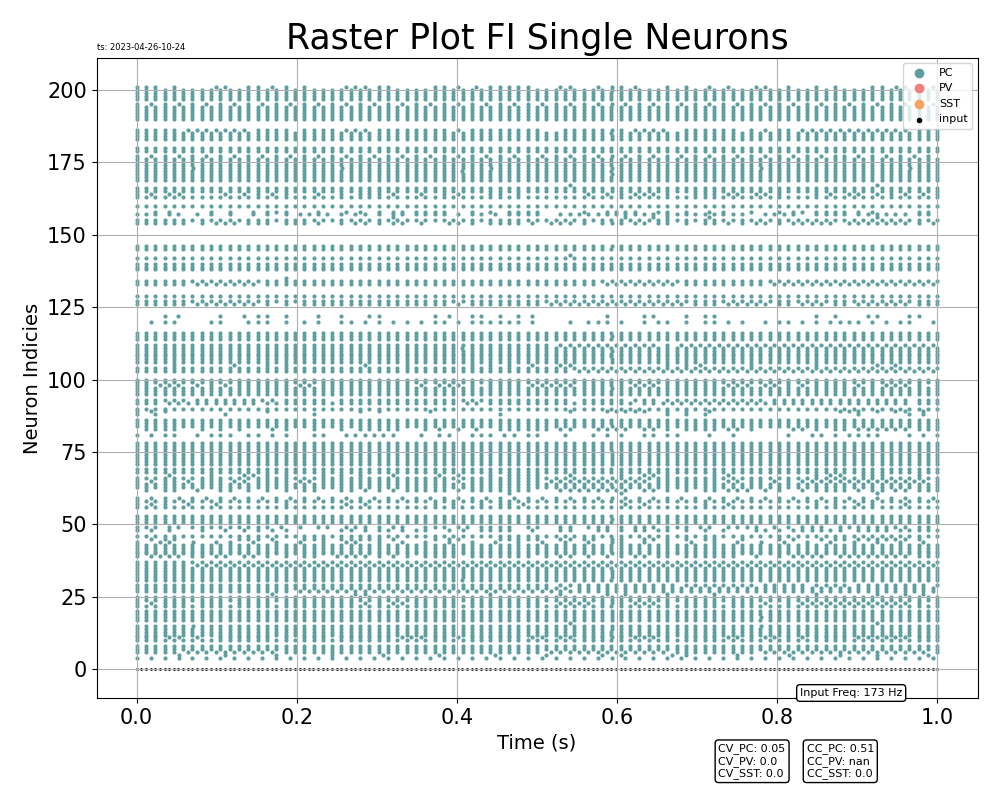 Raster Plot FI Single Neurons
ts: 2023-04-26-10-24
PC
PV
SST
input
200
175
150
125
100
75
50
25
0
Neuron Indicies
0.0 0.2 0.4 0.6 0.8 1.0
Time (s)
Input Freq: 173 Hz
CV_PC: 0.05
CV_PV: 0.0
CV_SST: 0.0
CC_PC: 0.51
CC_PV: nan
CC_SST: 0.0